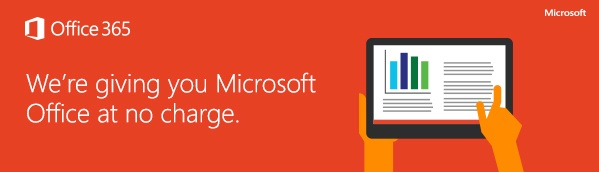 Microsoft
Office 365
We're giving you Microsoft
Office at no charge.